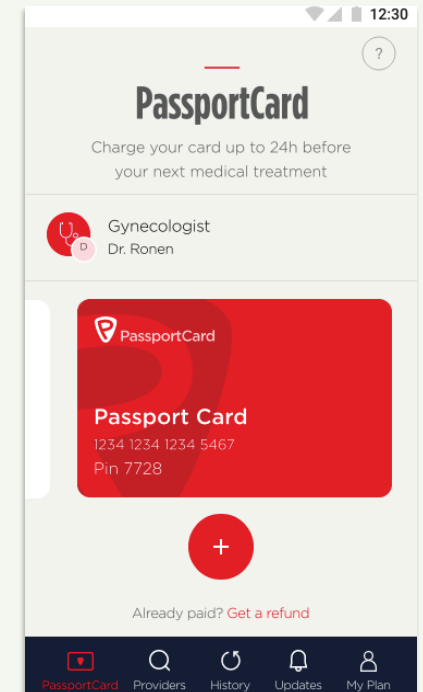 12:30
?
PassportCard
Charge your card up to 24h before
your next medical treatment
Gynecologist
D
Dr. Ronen
PassportCard
Passport Card
1234 1234 1234 5467
Pin 7728
+
Already paid? Get a refund
PassportCard Providers History Updates My Plan